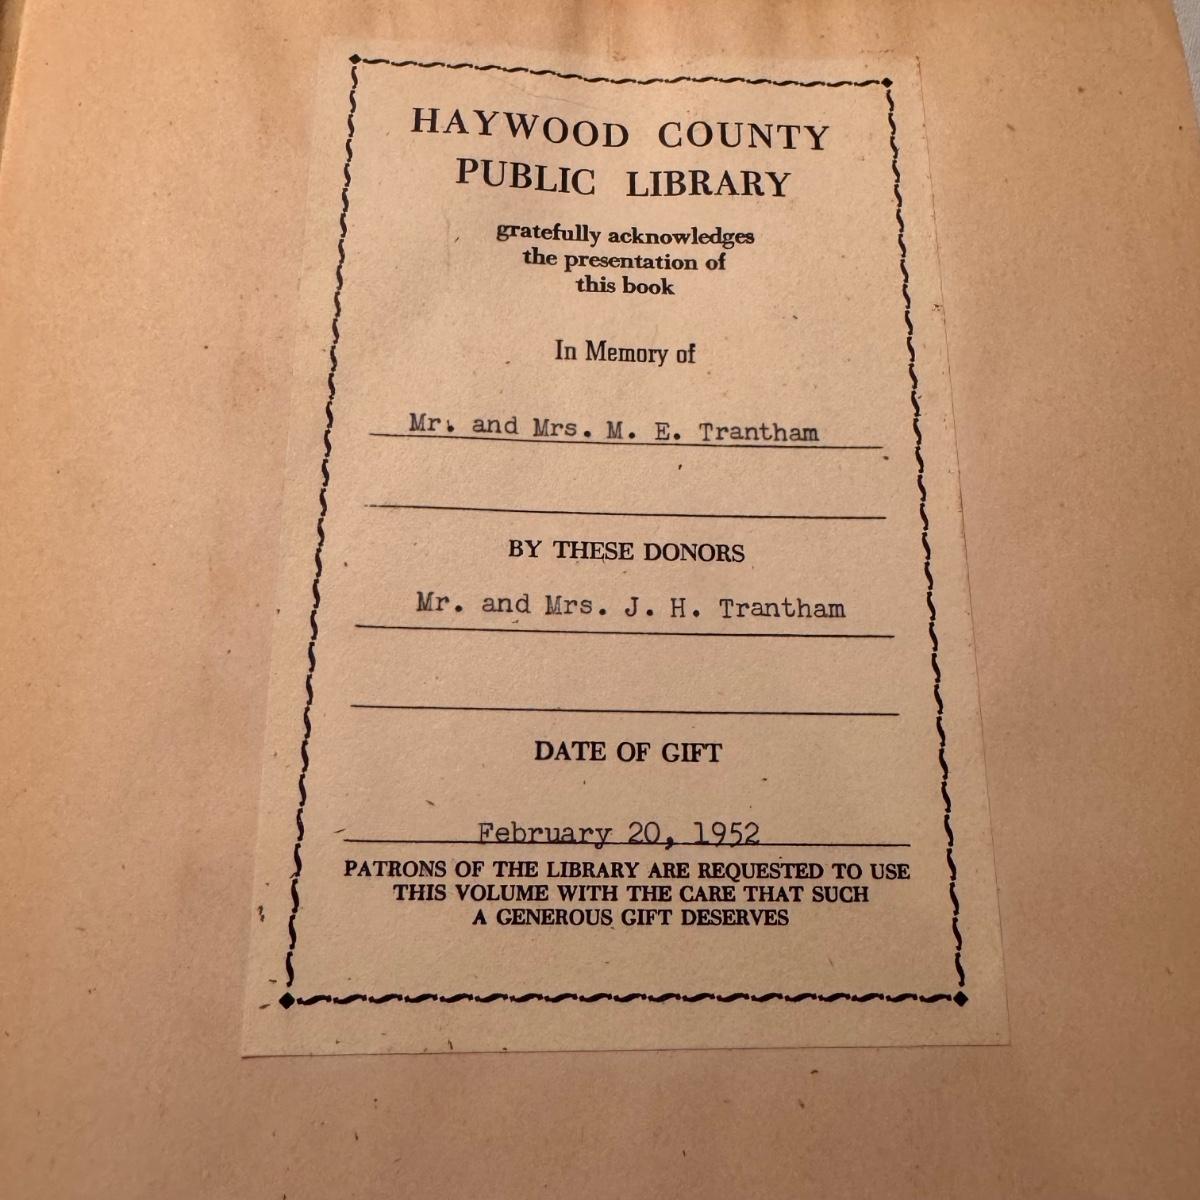 HAYWOOD COUNTY
PUBLIC LIBRARY
gratefully acknowledges
the presentation of
this book
In Memory of
Mr. and Mrs. M. E. Trantham
BY THESE DONORS
Mr. and Mrs. J. H. Trantham
DATE OF GIFT
February 20, 1952
PATRONS OF THE LIBRARY ARE REQUESTED TO USE
THIS VOLUME WITH THE CARE THAT SUCH
A GENEROUS GIFT DESERVES